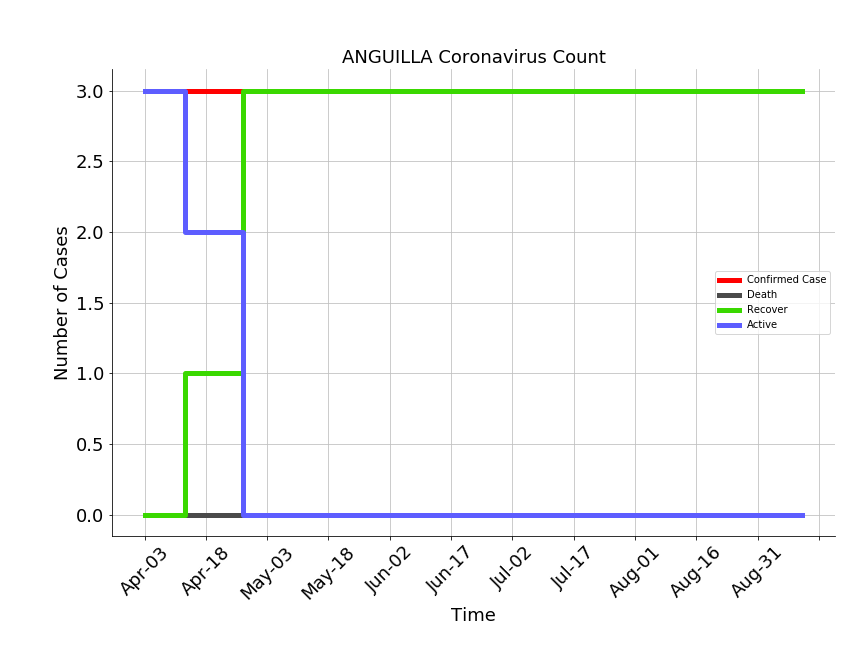 ANGUILLA Coronavirus Count
3.0
2.5
2.0
1.5
1.0
0.5
0.0
Number of Cases
Confirmed Case
Death
Recover
Active
Apr-03
Apr-18
May-03
May-18
Jun-02
Jun-17
Jul-02
Jul-17
Aug-01
Aug-16
Aug-31
Time